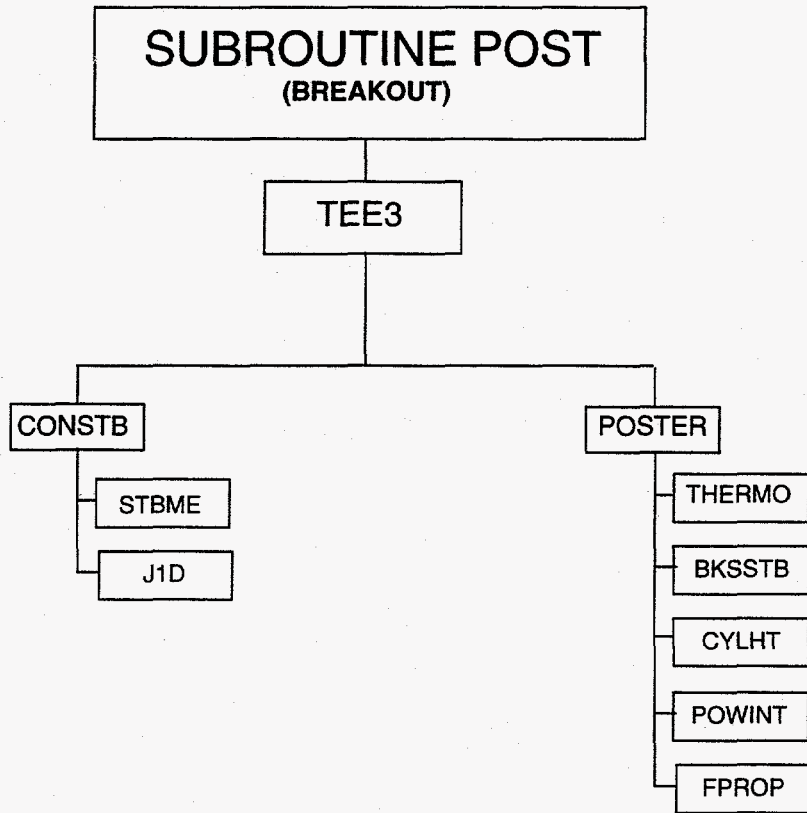 SUBROUTINE POST
(BREAKOUT)
TEE3
CONSTB
STBME
J1D
POSTER
THERMO
BKSSTB
CYLHT
POWINT
FPROP